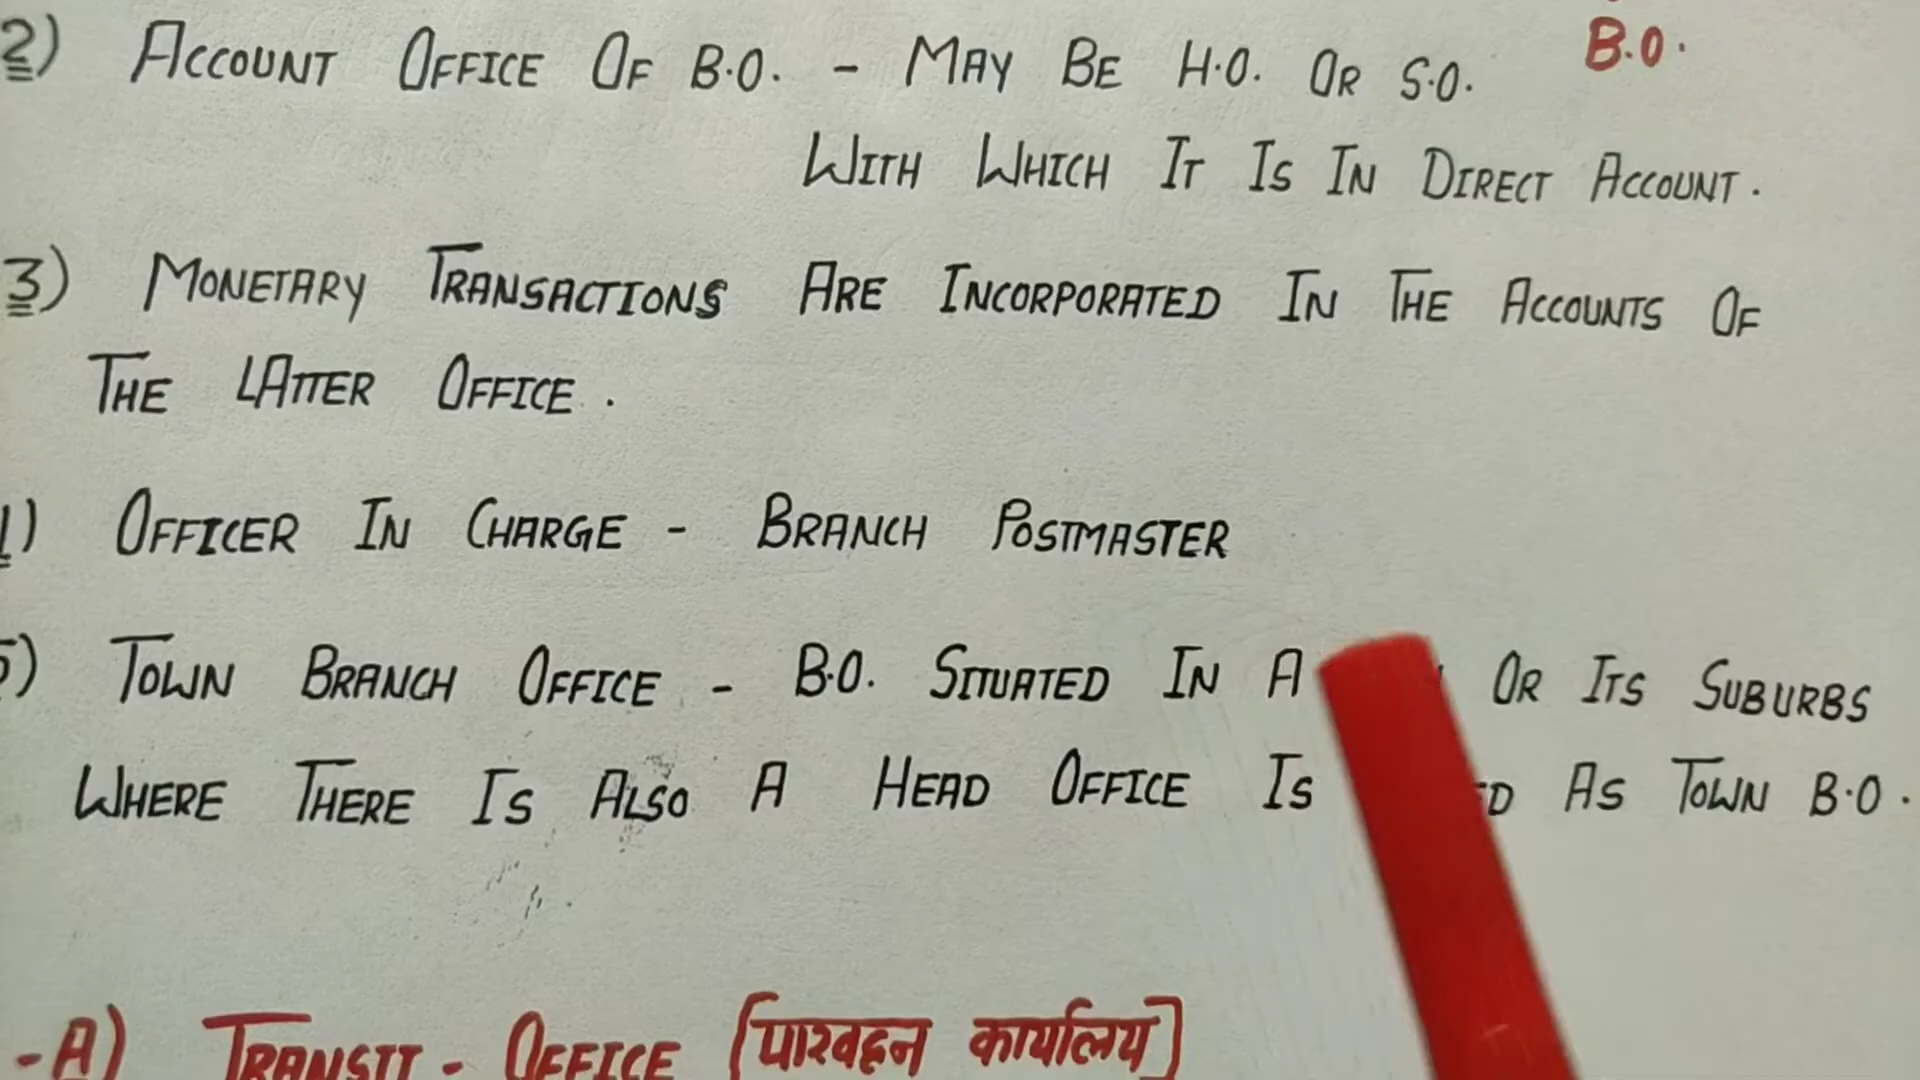 B.O.
2) ACCOUNT OFFICE OF B.O. - MAY BE H.O. OR S.O.
WITH WHICH IT IS IN DIRECT ACCOUNT.
3) MONETARY TRANSACTIONS ARE INCORPORATED IN THE ACCOUNTS OF
THE LATTER OFFICE.
) OFFICER IN CHARGE - BRANCH POSTMASTER
) TOWN BRANCH OFFICE - B.O. SITUATED IN A OR ITS SUBURBS
WHERE THERE IS ALSO A HEAD OFFICE IS AS TOWN B.O.
-A) TRANSIT - OFFICE [पारवहन कार्यालय]